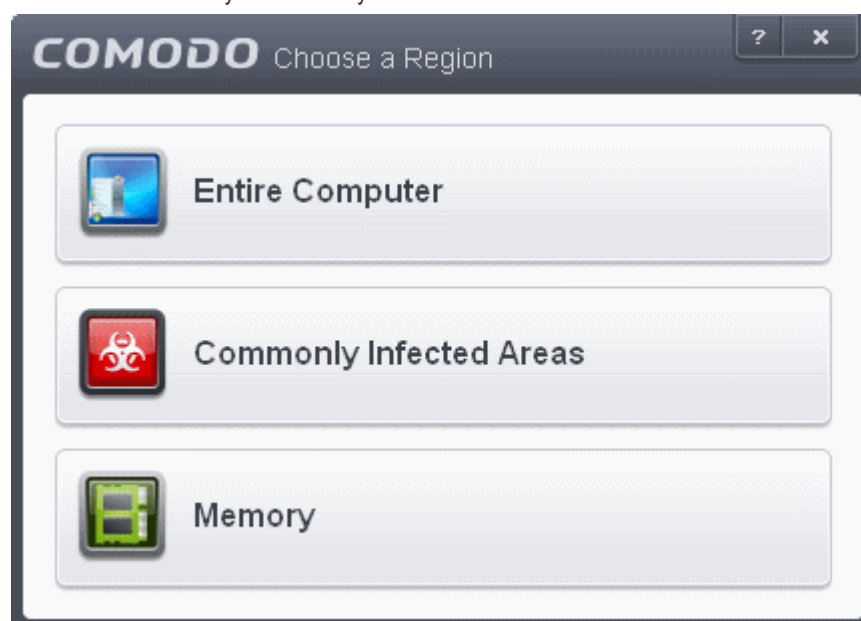 COMODO Choose a Region
? x
Entire Computer
Commonly Infected Areas
Memory